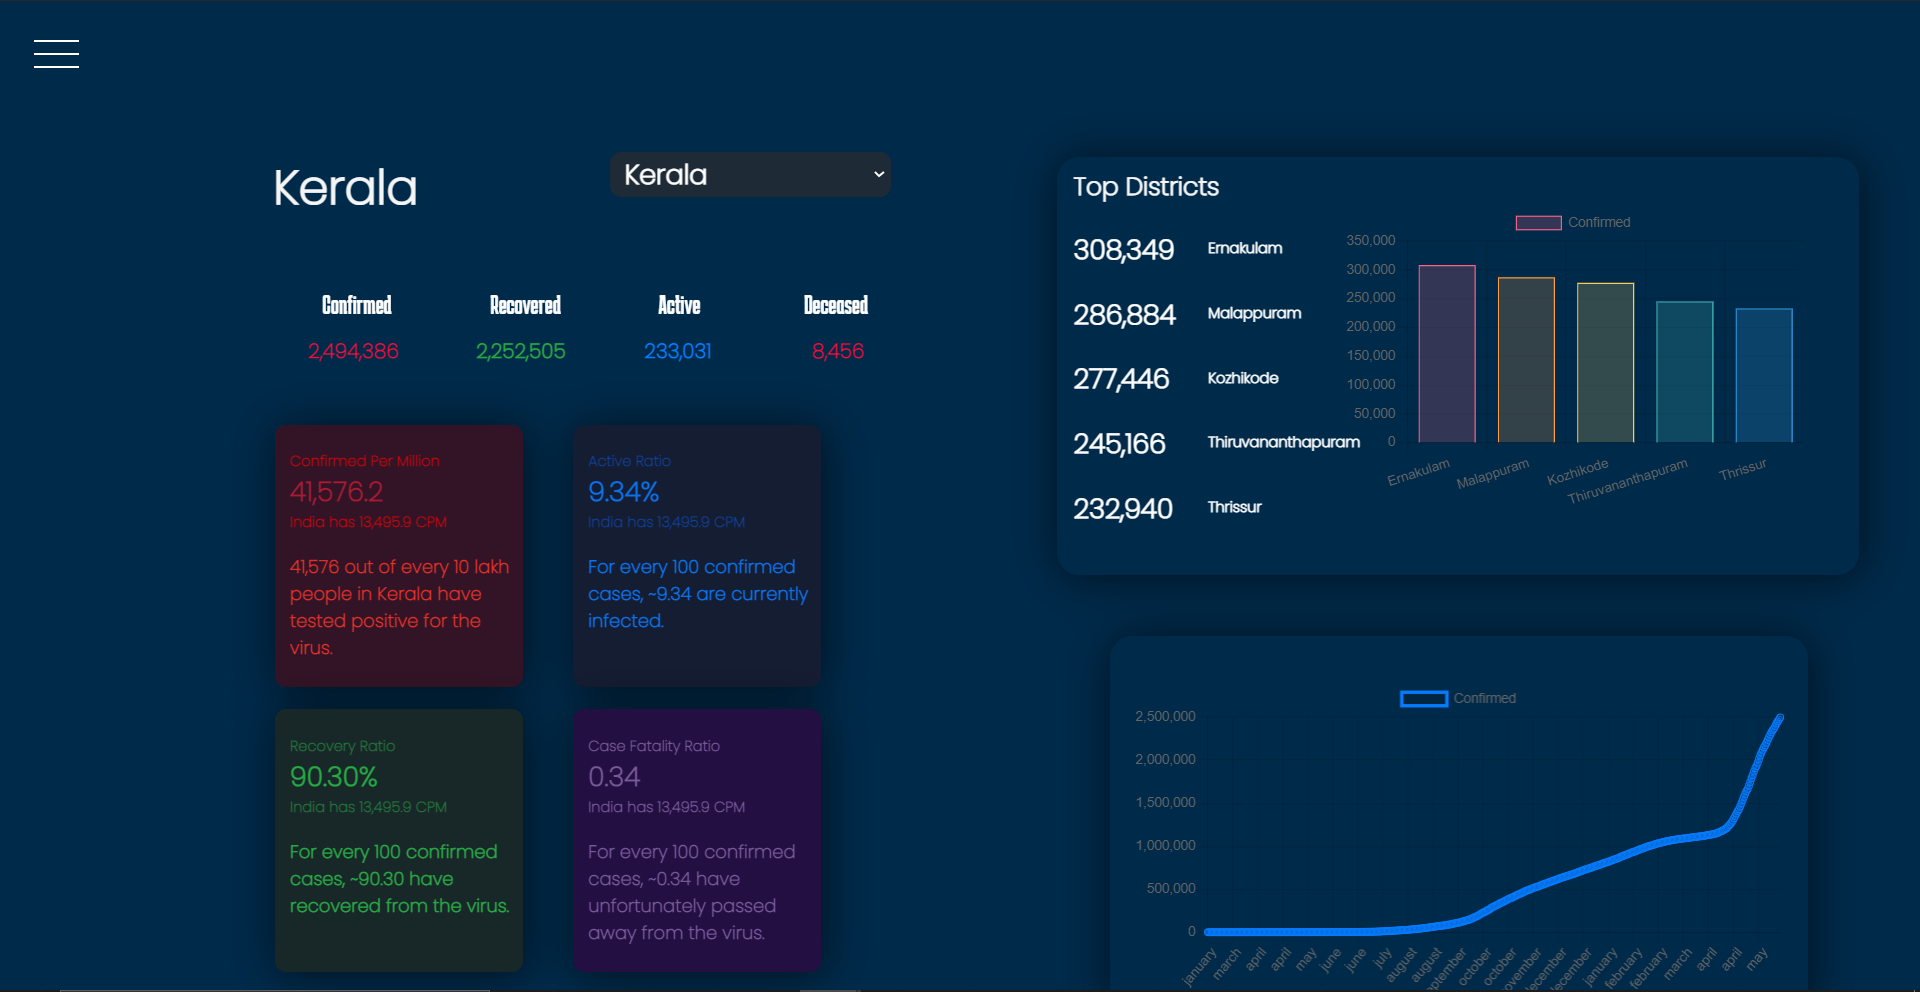 Kerala
Kerala
Confirmed
Recovered
Active
Deceased
2,494,386
2,252,505
233,031
8,456
Confirmed Per Million
41,576.2
India has 13,495.9 CPM
41,576 out of every 10 lakh
people in Kerala have
tested positive for the
virus.
Active Ratio
9.34%
India has 13,495.9 CPM
For every 100 confirmed
cases, ~9.34 are currently
infected.
Recovery Ratio
90.30%
India has 13,495.9 CPM
For every 100 confirmed
cases, ~90.30 have
recovered from the virus.
Case Fatality Ratio
0.34
India has 13,495.9 CPM
For every 100 confirmed
cases, ~0.34 have
unfortunately passed
away from the virus.
Top Districts
308,349 Ernakulam
286,884 Malappuram
277,446 Kozhikode
245,166 Thiruvananthapuram
232,940 Thrissur
Confirmed
350,000
300,000
250,000
200,000
150,000
100,000
50,000
0
Ernakulam
Malappuram
Kozhikode
Thiruvananthapuram
Thrissur
Confirmed
2,500,000
2,000,000
1,500,000
1,000,000
500,000
0
january
march
april
april
may
june
june
july
august
august
eptember
october
october
ovember
ecember
ecember
january
february
february
march
april
april
may